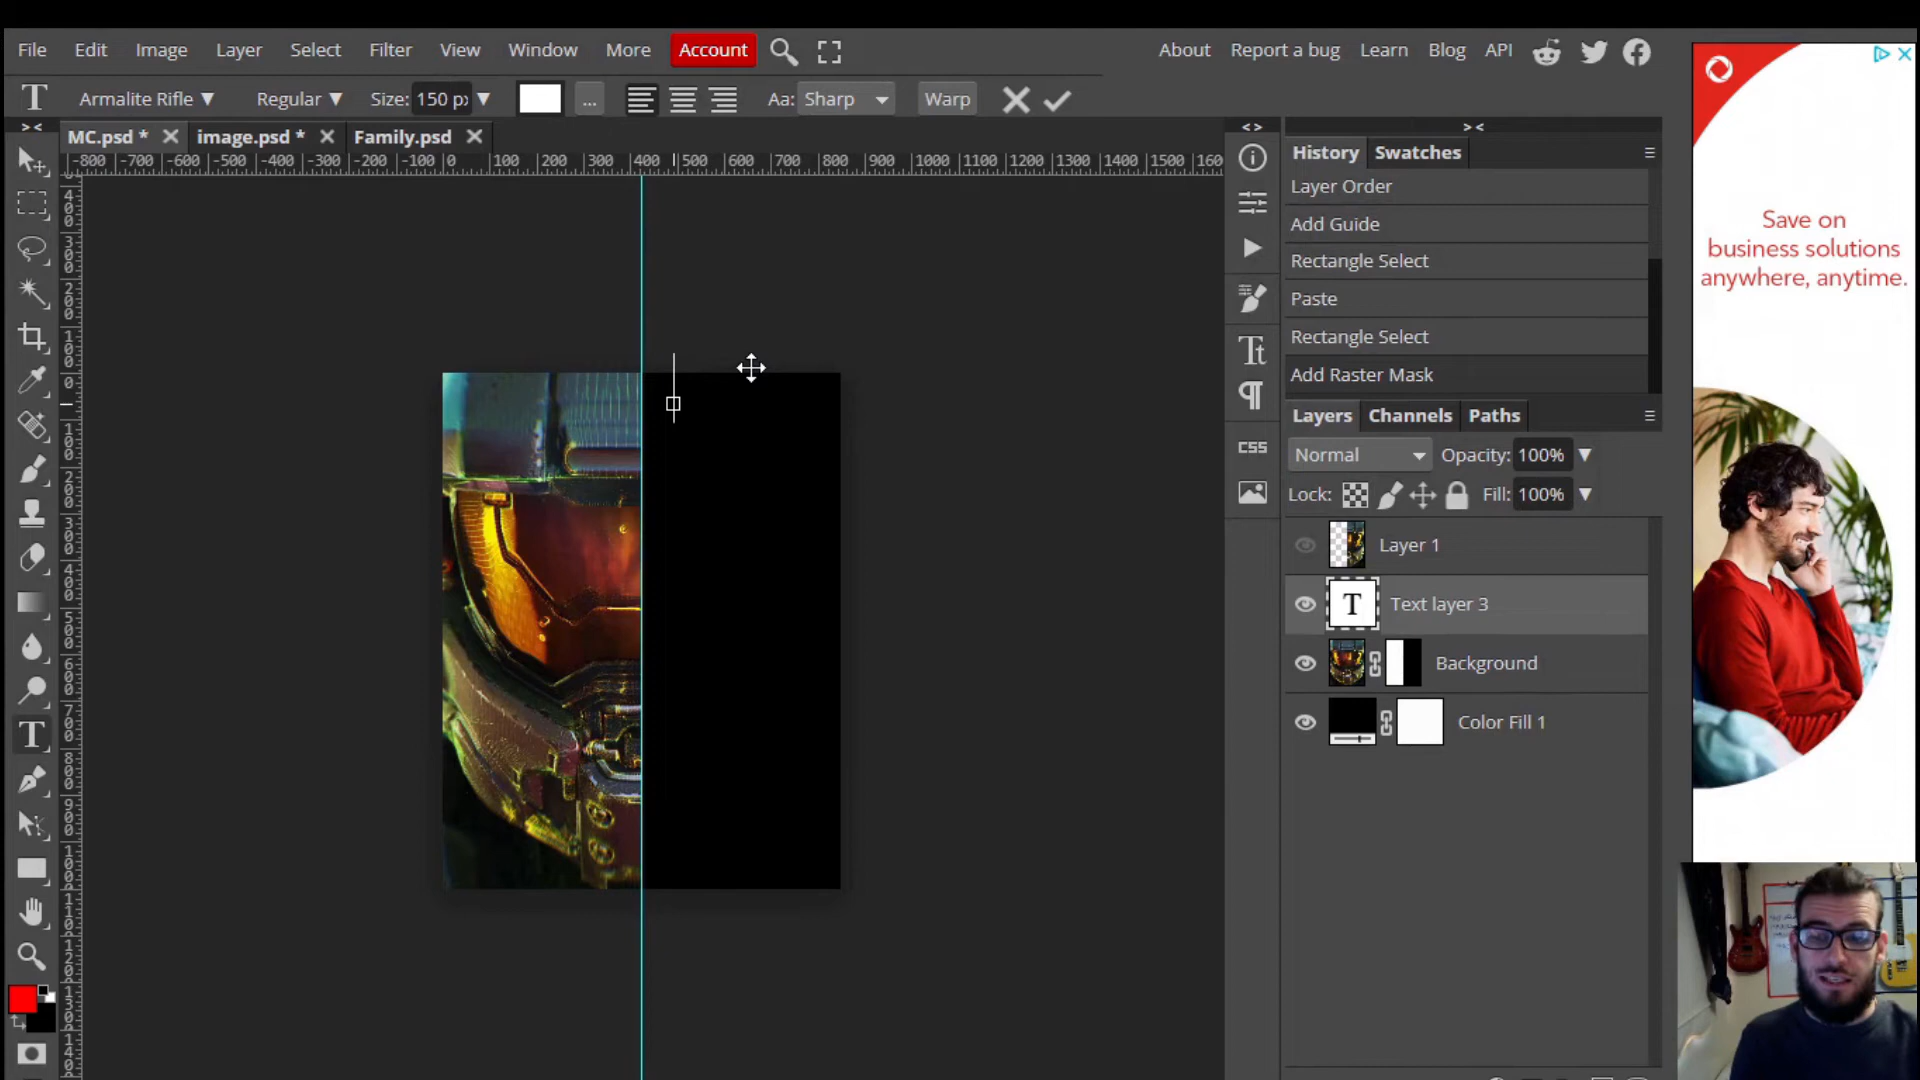 File Edit Image Layer Select Filter View Window More Account About Report a bug Learn Blog API
T Armalite Rifle ▼ Regular ▼ Size: 150 px ▼ ... Aa: Sharp Warp
MC.psd * image.psd * Family.psd
-800 -700 -600 -500 -400 -300 -200 -100 0 100 200 300 400 500 600 700 800 900 1000 1100 1200 1300 1400 1500 1600
History Swatches
Layer Order
Add Guide
Rectangle Select
Paste
Rectangle Select
Add Raster Mask
CSS
Layers Channels Paths
Normal Opacity: 100% ▼
Lock: Fill: 100% ▼
Layer 1
T Text layer 3
Background
Color Fill 1
Save on
business solutions
anywhere, anytime.